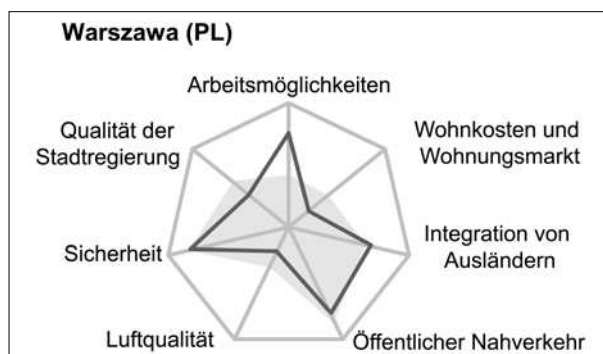 Warszawa (PL)
Arbeitsmöglichkeiten
Qualität der
Stadtregierung
Wohnkosten und
Wohnungsmarkt
Sicherheit
Integration von
Ausländern
Luftqualität
Öffentlicher Nahverkehr